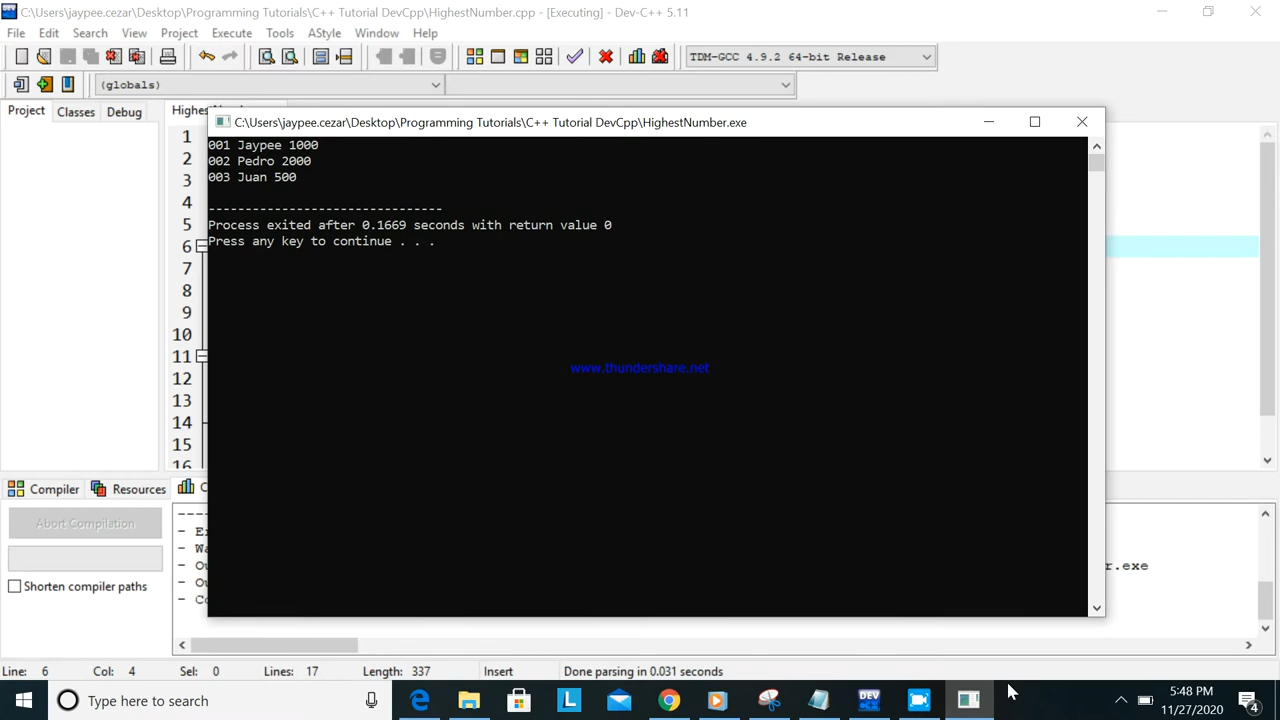 C:\Users\jaypee.cezar\Desktop\Programming Tutorials\C++ Tutorial DevCpp\HighestNumber.cpp - [Executing] - Dev-C++ 5.11
File Edit Search View Project Execute Tools AStyle Window Help
TDM-GCC 4.9.2 64-bit Release
(globals)
Project Classes Debug
C:\Users\jaypee.cezar\Desktop\Programming Tutorials\C++ Tutorial DevCpp\HighestNumber.exe
001 Jaypee 1000
002 Pedro 2000
003 Juan 500
--------------------------------
Process exited after 0.1669 seconds with return value 0
Press any key to continue . . .
www.thundershare.net
1
2
3
4
5
6
7
8
9
10
11
12
13
14
15
16
Compiler Resources
Abort Compilation
Shorten compiler paths
r.exe
Line: 6 Col: 4 Sel: 0 Lines: 17 Length: 337 Insert Done parsing in 0.031 seconds
Type here to search
DEV
5:48 PM
11/27/2020
4